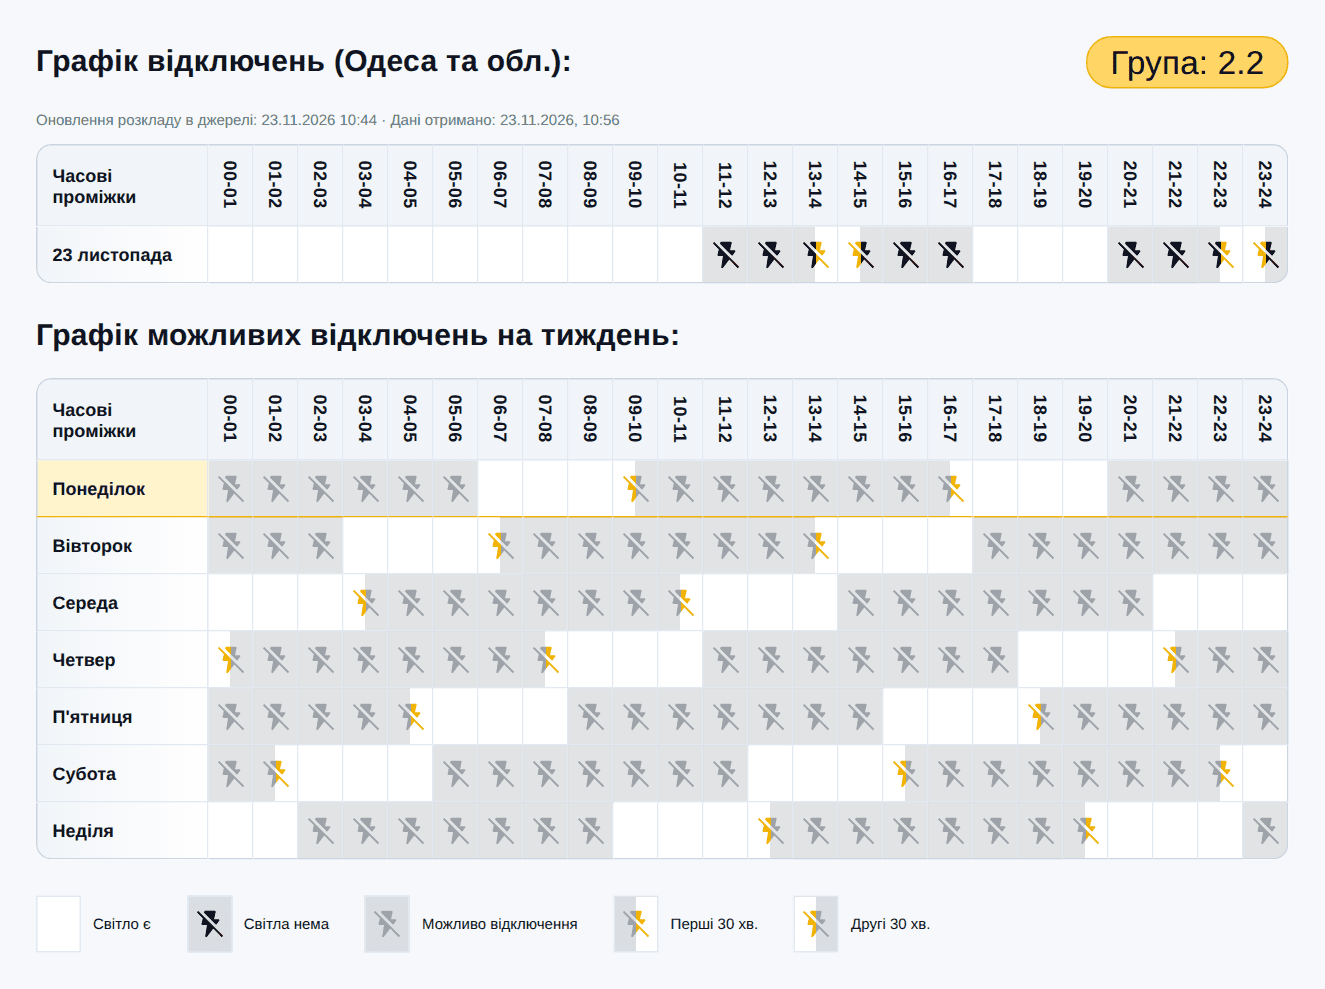 Графік відключень (Одеса та обл.):
Група: 2.2
Оновлення розкладу в джерелі: 23.11.2026 10:44 · Дані отримано: 23.11.2026, 10:56
Часові
проміжки
00-01 01-02 02-03 03-04 04-05 05-06 06-07 07-08 08-09 09-10 10-11 11-12 12-13 13-14 14-15 15-16 16-17 17-18 18-19 19-20 20-21 21-22 22-23 23-24
23 листопада
Графік можливих відключень на тиждень:
Часові
проміжки
00-01 01-02 02-03 03-04 04-05 05-06 06-07 07-08 08-09 09-10 10-11 11-12 12-13 13-14 14-15 15-16 16-17 17-18 18-19 19-20 20-21 21-22 22-23 23-24
Понеділок
Вівторок
Середа
Четвер
П'ятниця
Субота
Неділя
Світло є
Світла нема
Можливо відключення
Перші 30 хв.
Другі 30 хв.